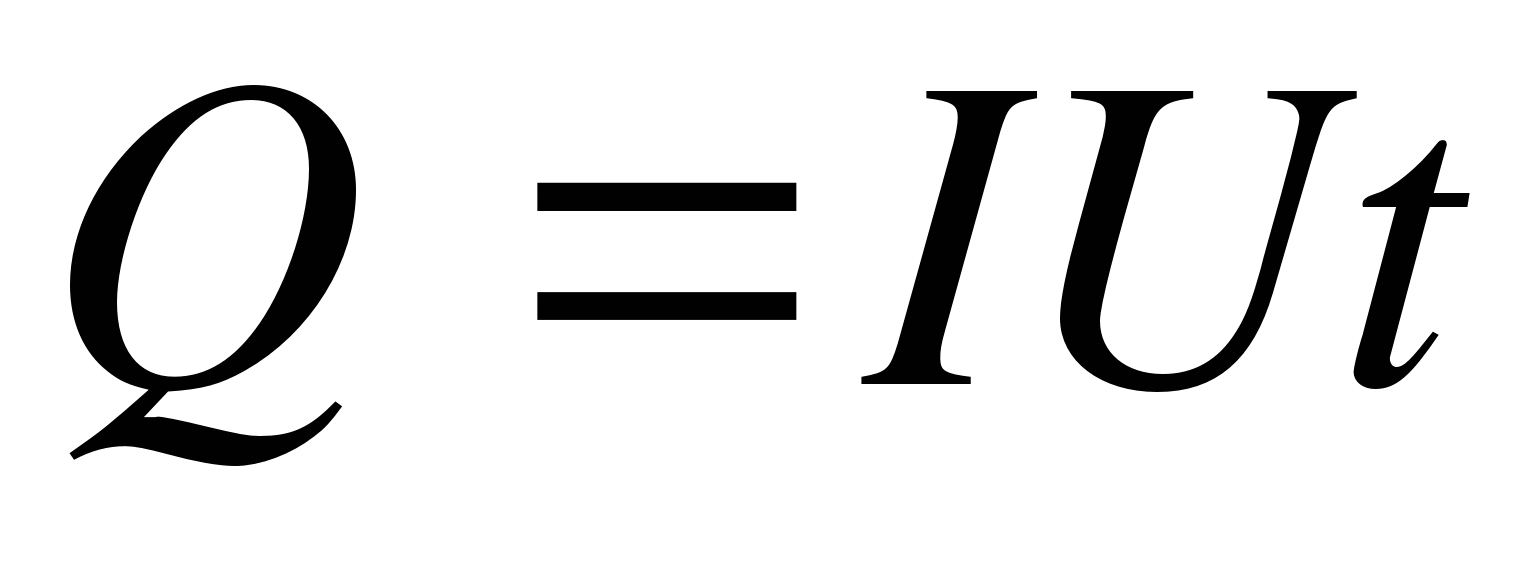 Q = IUt